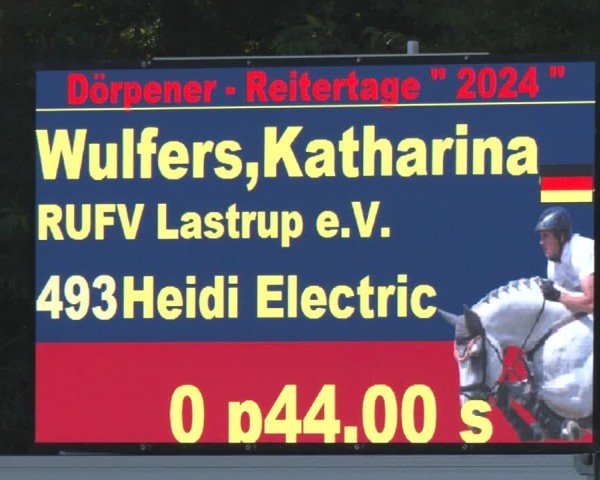 Dörpener - Reitertage " 2024 "
Wulfers,Katharina
RUFV Lastrup e.V.
493Heidi Electric
0 p44.00 s